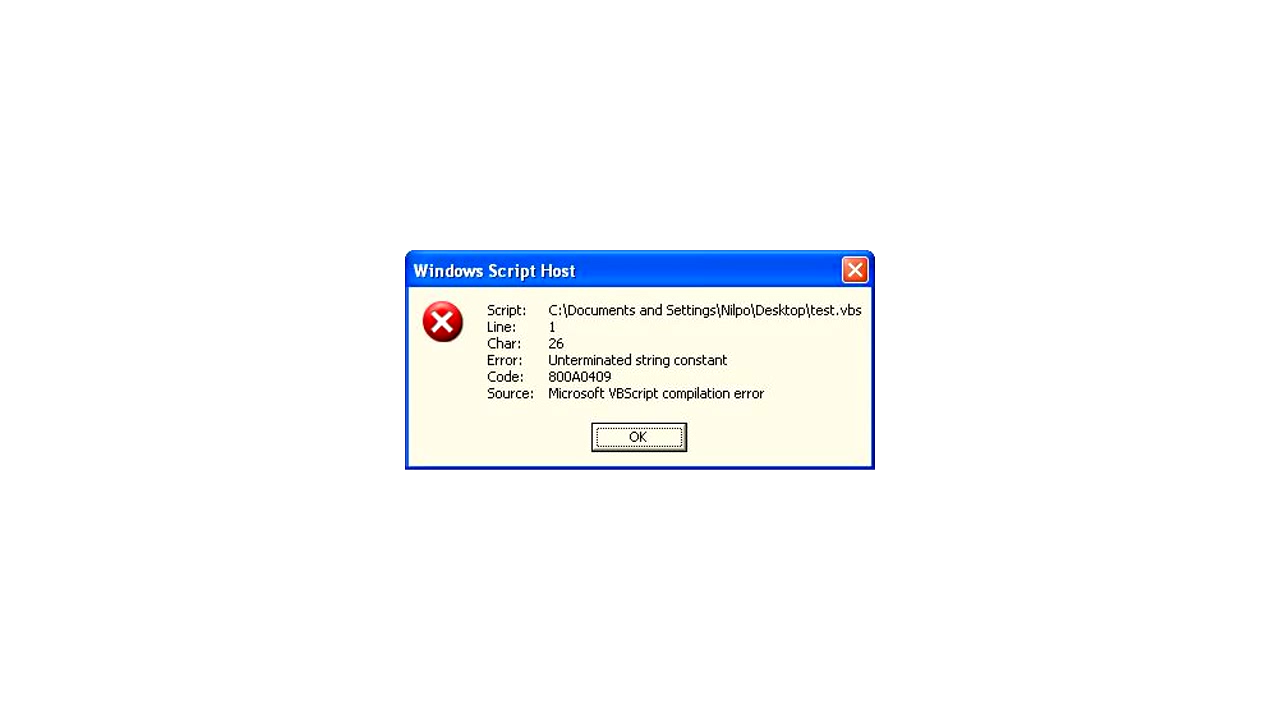 Windows Script Host
Script: C:\Documents and Settings\Nilpo\Desktop\test.vbs
Line: 1
Char: 26
Error: Unterminated string constant
Code: 800A0409
Source: Microsoft VBScript compilation error
OK